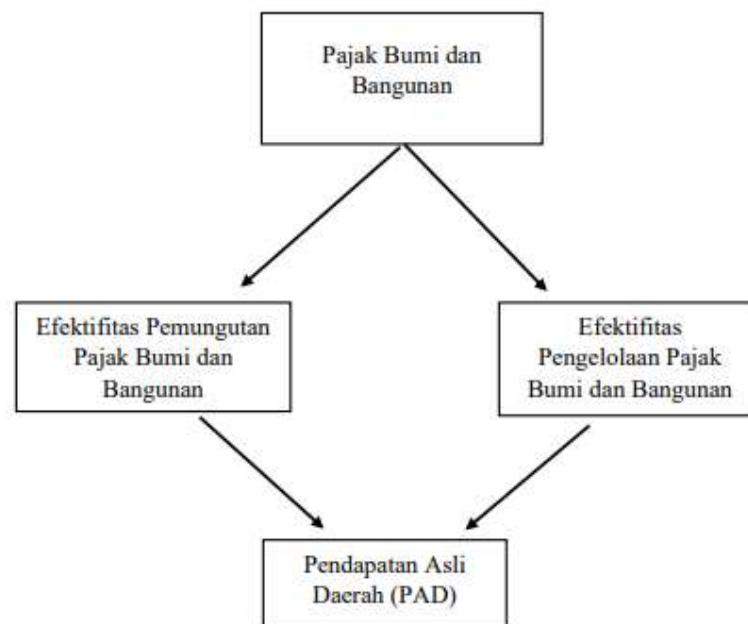 Pajak Bumi dan
Bangunan
Efektifitas Pemungutan
Pajak Bumi dan
Bangunan
Efektifitas
Pengelolaan Pajak
Bumi dan Bangunan
Pendapatan Asli
Daerah (PAD)